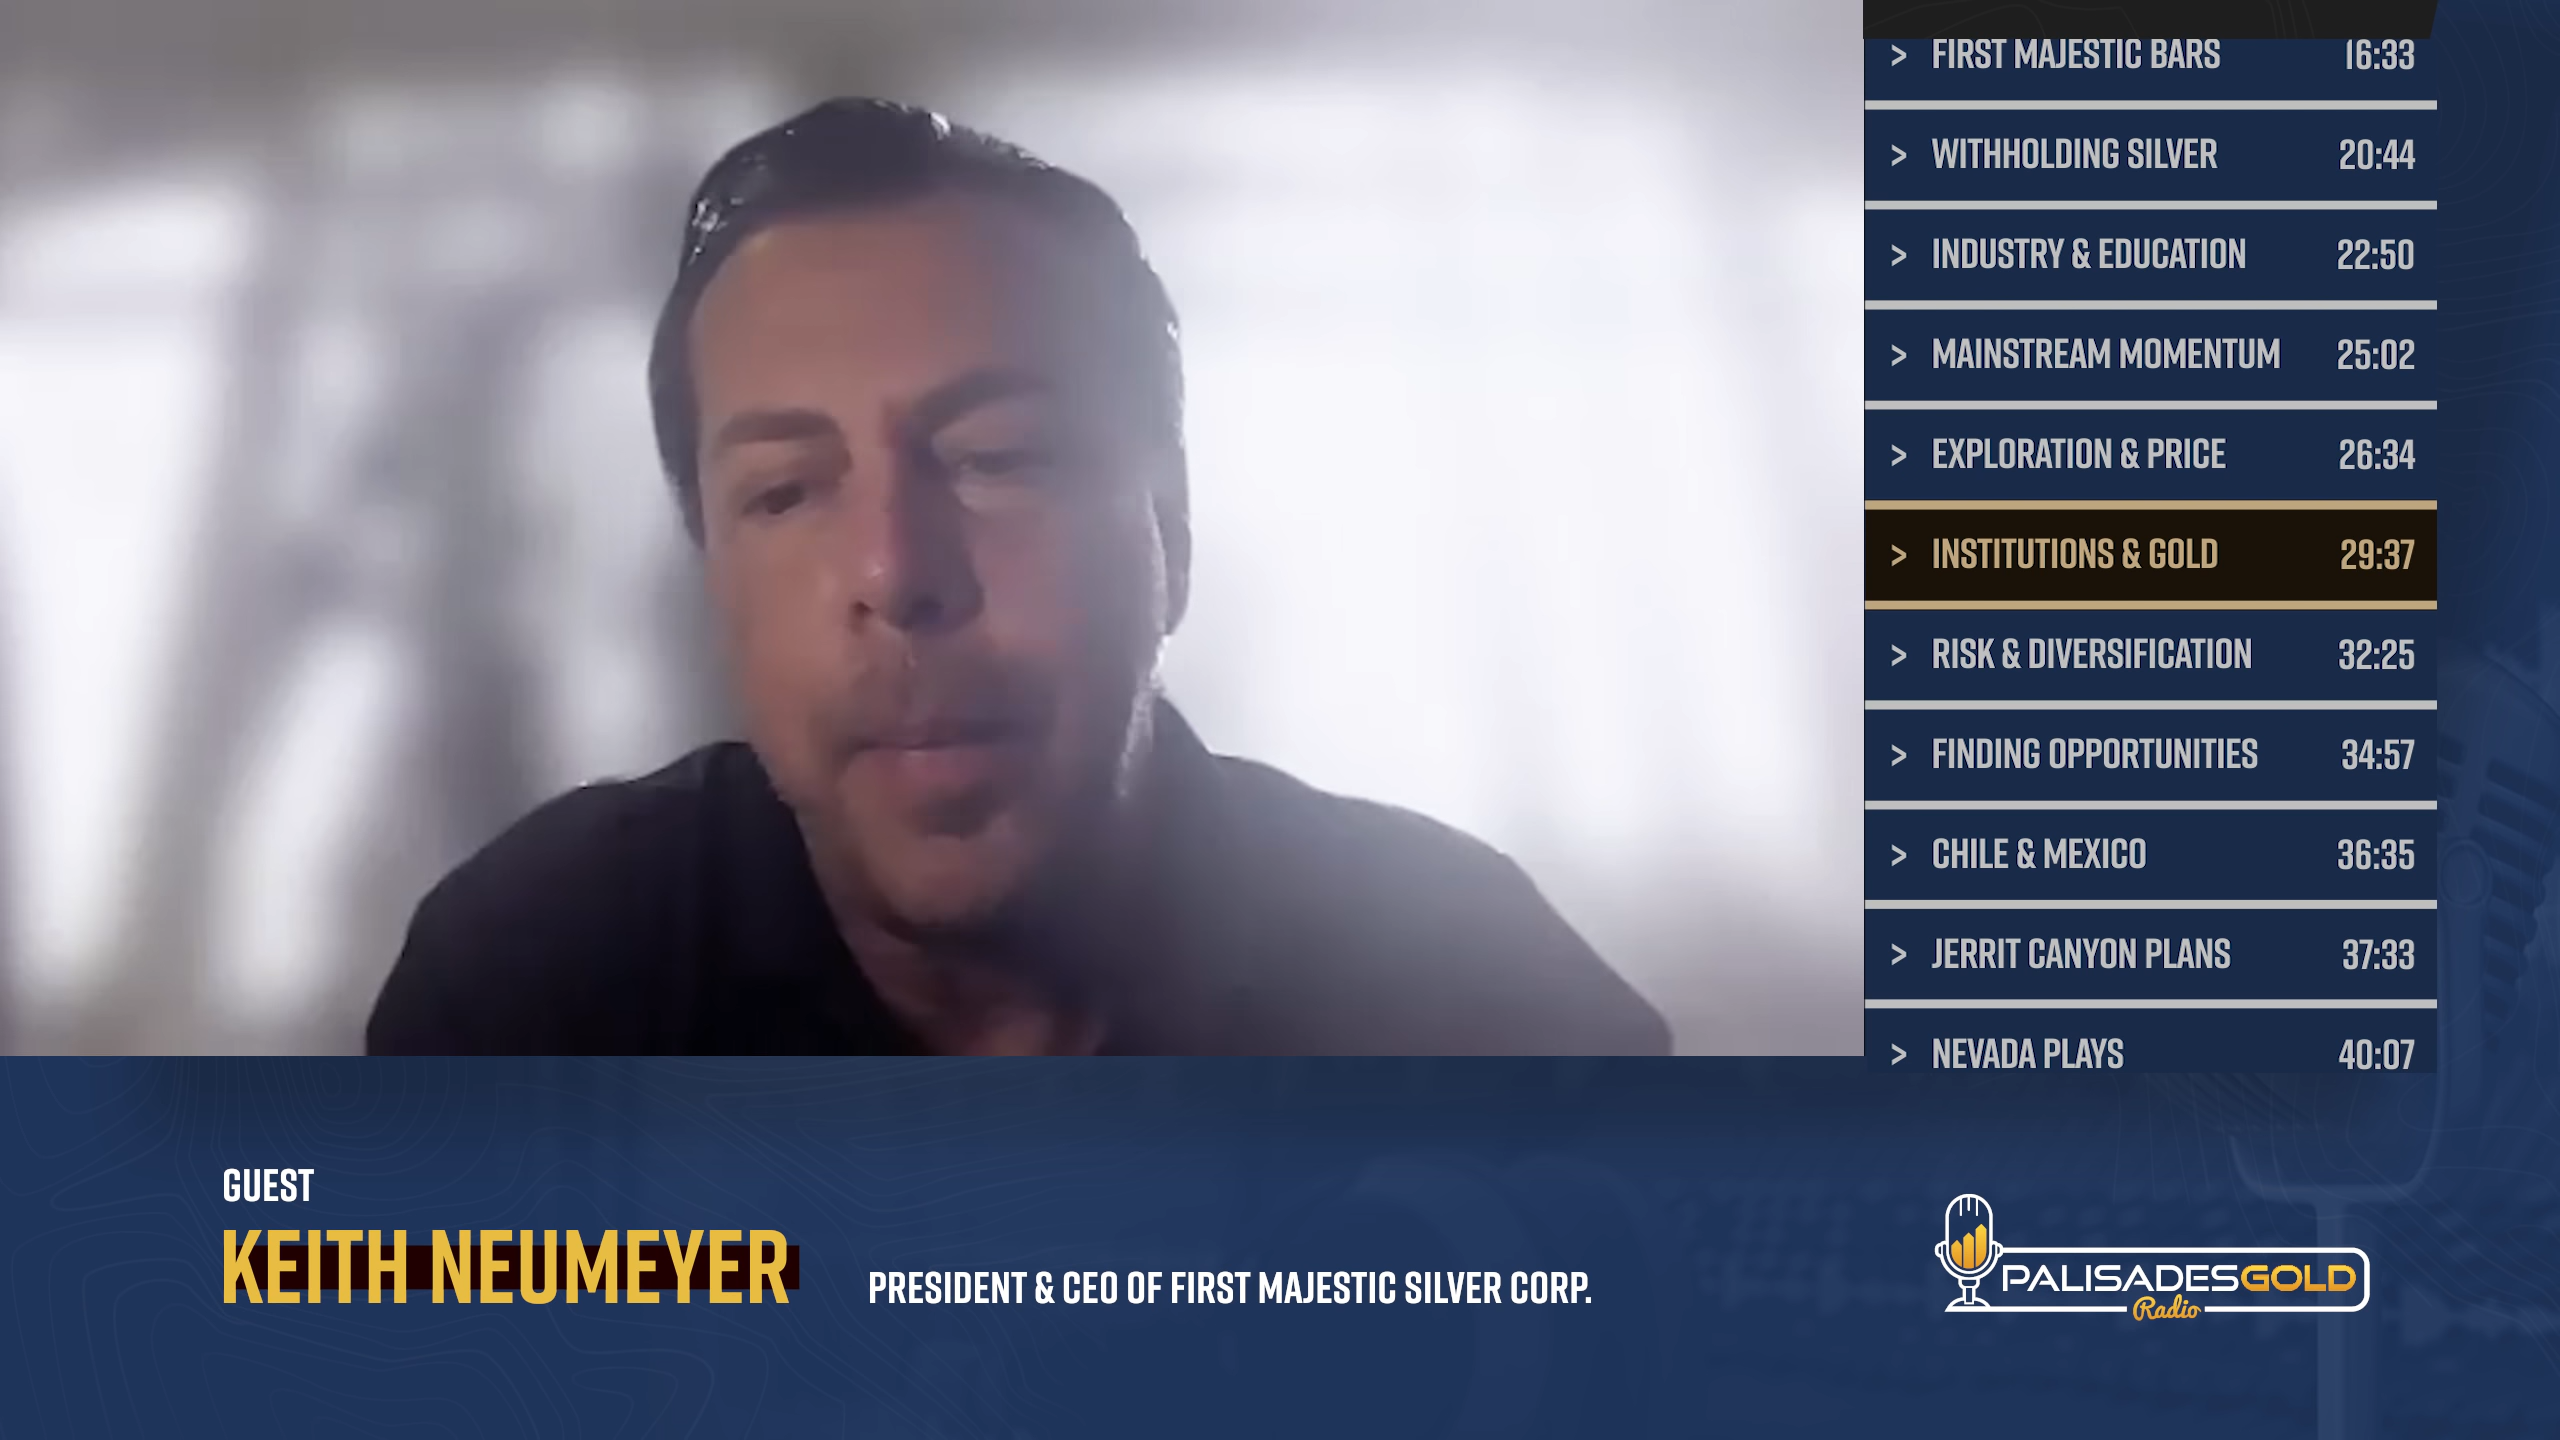 > FIRST MAJESTIC BARS 16:33
> WITHHOLDING SILVER 20:44
> INDUSTRY & EDUCATION 22:50
> MAINSTREAM MOMENTUM 25:02
> EXPLORATION & PRICE 26:34
> INSTITUTIONS & GOLD 29:37
> RISK & DIVERSIFICATION 32:25
> FINDING OPPORTUNITIES 34:57
> CHILE & MEXICO 36:35
> JERRIT CANYON PLANS 37:33
> NEVADA PLAYS 40:07
GUEST
KEITH NEUMEYER
PRESIDENT & CEO OF FIRST MAJESTIC SILVER CORP.
PALISADESGOLD
Radio